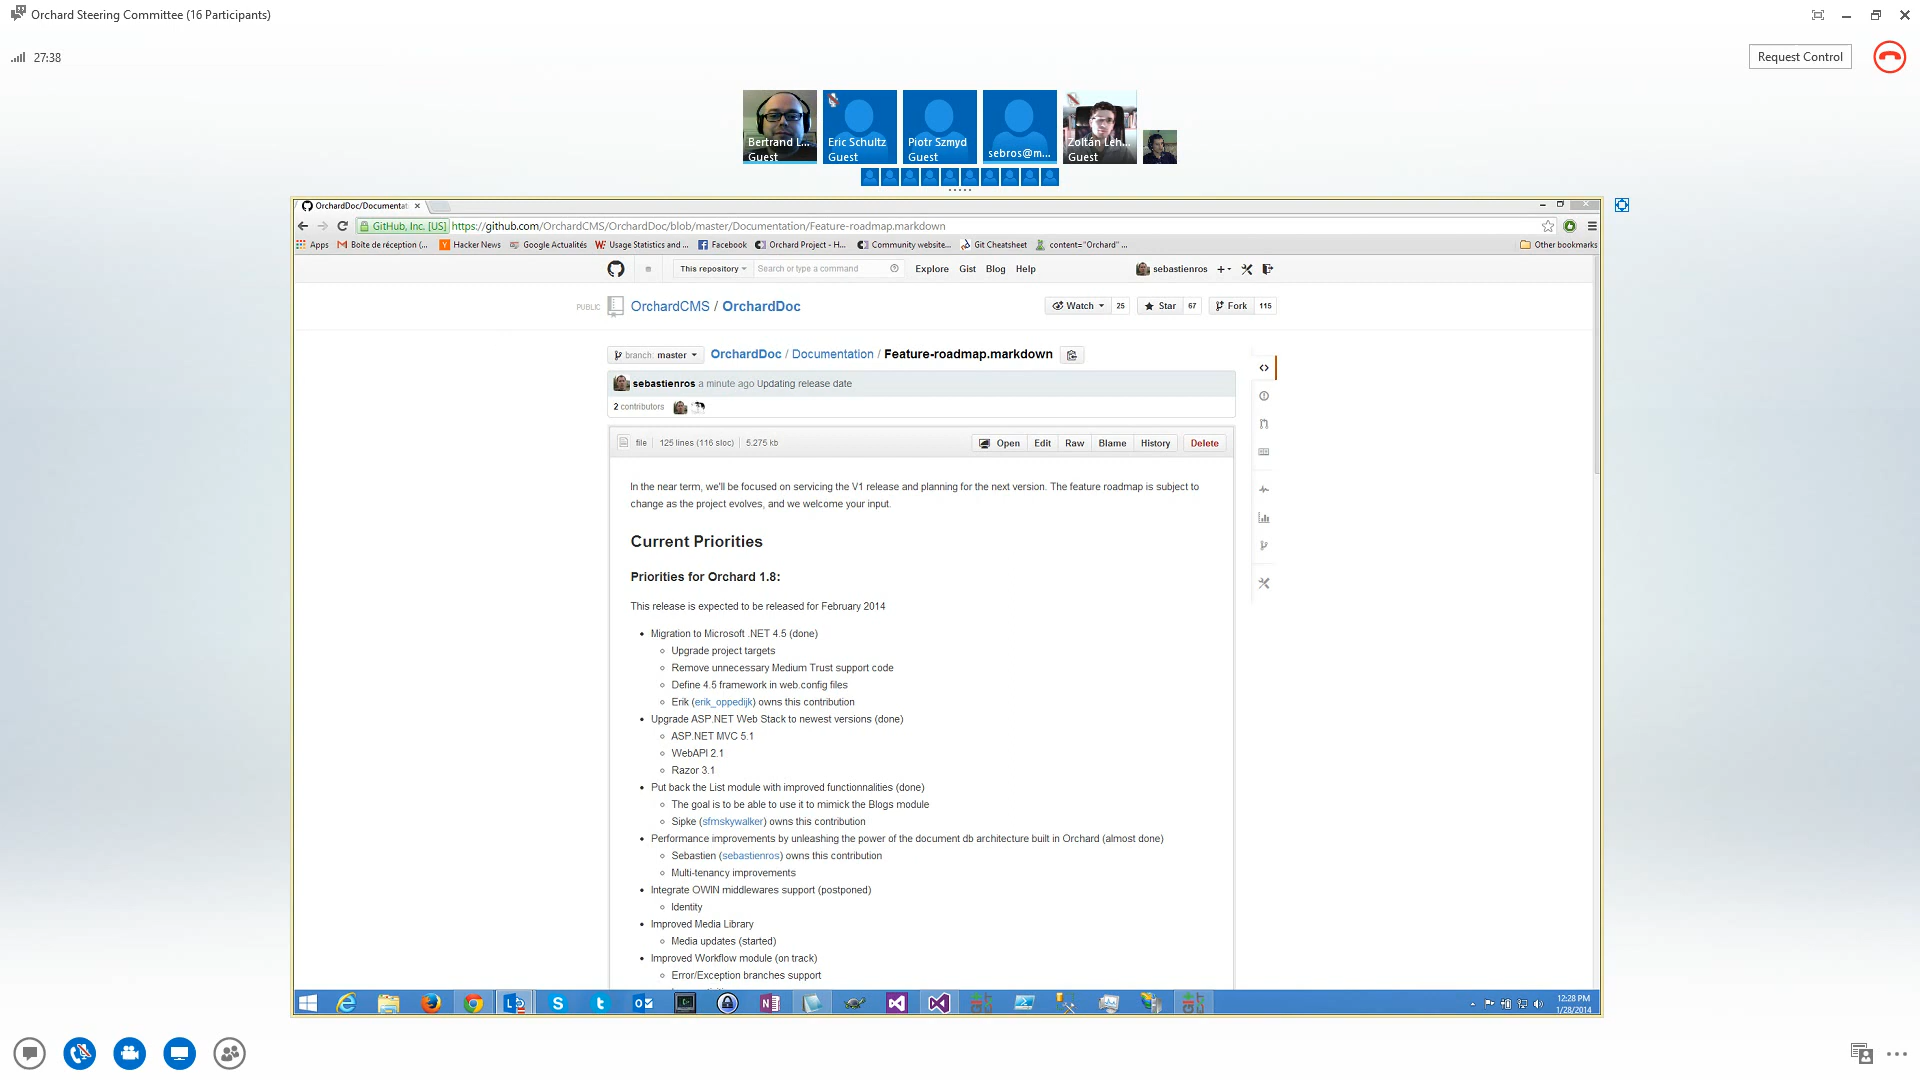 Orchard Steering Committee (16 Participants)
27:38
Request Control
Bertrand L...
Guest
Eric Schultz
Guest
Piotr Szmyd
Guest
sebros@m...
Zoltán Leh...
Guest
OrchardDoc/Documentati
GitHub, Inc. [US] https://github.com/OrchardCMS/OrchardDoc/blob/master/Documentation/Feature-roadmap.markdown
Apps Boîte de réception (... Hacker News Google Actualités Usage Statistics and ... Facebook Orchard Project - H... Community website... Git Cheatsheet content="Orchard" ... Other bookmarks
This repository Search or type a command Explore Gist Blog Help sebastienros
PUBLIC OrchardCMS / OrchardDoc Watch 25 Star 67 Fork 115
branch: master OrchardDoc / Documentation / Feature-roadmap.markdown
sebastienros a minute ago Updating release date
2 contributors
file 125 lines (116 sloc) 5.275 kb Open Edit Raw Blame History Delete
In the near term, we'll be focused on servicing the V1 release and planning for the next version. The feature roadmap is subject to
change as the project evolves, and we welcome your input.
Current Priorities
Priorities for Orchard 1.8:
This release is expected to be released for February 2014
Migration to Microsoft .NET 4.5 (done)
Upgrade project targets
Remove unnecessary Medium Trust support code
Define 4.5 framework in web.config files
Erik (erik_oppedijk) owns this contribution
Upgrade ASP.NET Web Stack to newest versions (done)
ASP.NET MVC 5.1
WebAPI 2.1
Razor 3.1
Put back the List module with improved functionnalities (done)
The goal is to be able to use it to mimick the Blogs module
Sipke (sfmskywalker) owns this contribution
Performance improvements by unleashing the power of the document db architecture built in Orchard (almost done)
Sebastien (sebastienros) owns this contribution
Multi-tenancy improvements
Integrate OWIN middlewares support (postponed)
Identity
Improved Media Library
Media updates (started)
Improved Workflow module (on track)
Error/Exception branches support
12:28 PM
1/28/2014